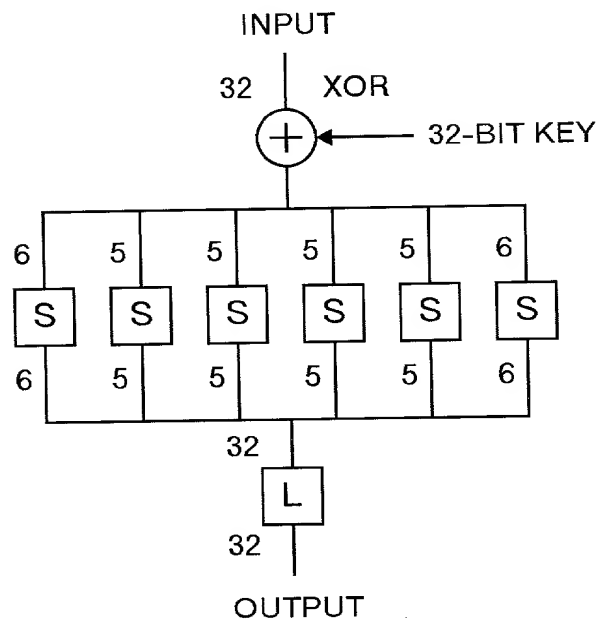 INPUT
32 XOR
+ 32-BIT KEY
6 5 5 5 5 6
S S S S S S
6 5 5 5 5 6
32
L
32
OUTPUT